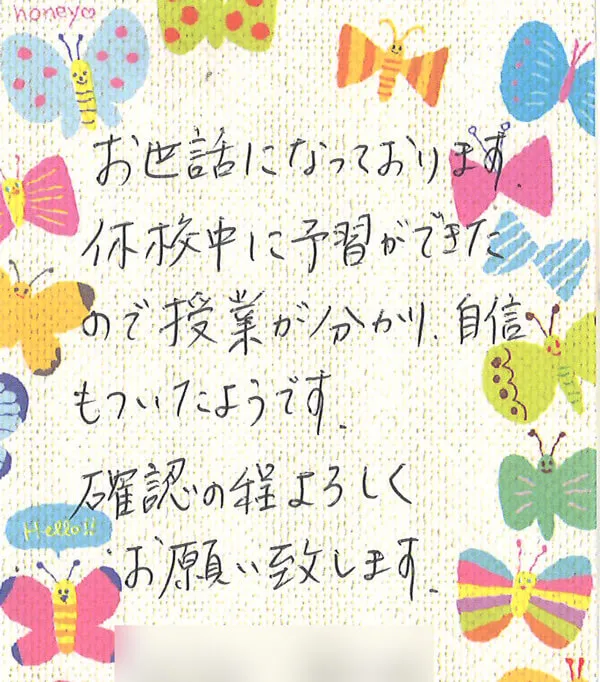 honey♡
お世話になっております.
休校中に予習ができた
ので授業が分かり、自信
もついたようです.
確認の程よろしく
Hello!!
お願い致します.